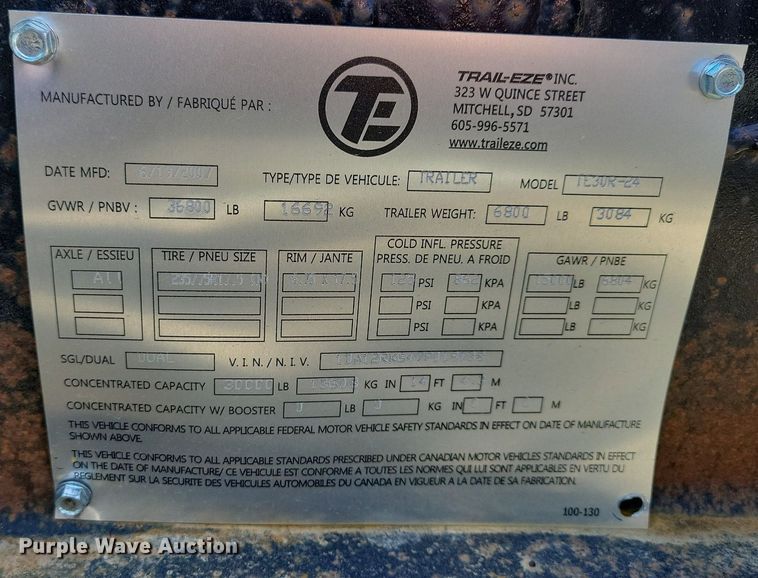 TRAIL-EZE® INC.
323 W QUINCE STREET
MITCHELL, SD 57301
605-996-5571
www.traileze.com
MANUFACTURED BY / FABRIQUÉ PAR :
TE
DATE MFD: TYPE/TYPE DE VEHICULE: TRAILER MODEL TE30R-24
GVWR / PNBV : 36800 LB 16692 KG TRAILER WEIGHT: 6800 LB 3084 KG
AXLE / ESSIEU TIRE / PNEU SIZE RIM / JANTE COLD INFL. PRESSURE GAWR / PNBE
PRESS. DE PNEU. A FROID
All PSI KPA 15000 LB 6804 KG
PSI KPA LB KG
PSI KPA LB KG
SGL/DUAL DUAL V.I.N./ N.I.V.
CONCENTRATED CAPACITY 30000 LB KG IN 14 FT M
CONCENTRATED CAPACITY W/ BOOSTER LB KG IN FT M
THIS VEHICLE CONFORMS TO ALL APPLICABLE FEDERAL MOTOR VEHICLE SAFETY STANDARDS IN EFFECT ON DATE OF MANUFACTURE
SHOWN ABOVE.
THIS VEHICLE CONFORMS TO ALL APPLICABLE STANDARDS PRESCRIBED UNDER CANADIAN MOTOR VEHICLES STANDARDS IN EFFECT
ON THE DATE OF MANUFACTURE/ CE VEHICULE EST CONFORME A TOUTES LES NORMES QUI LUI SONT APPLICABLES EN VERTU DU
REGLEMENT SUR LA SECURITE DES VEHICULES AUTOMOBILES DU CANADA EN VIGUEUR A LA DATE DE SA FABRICATION.
100-130
Purple Wave Auction